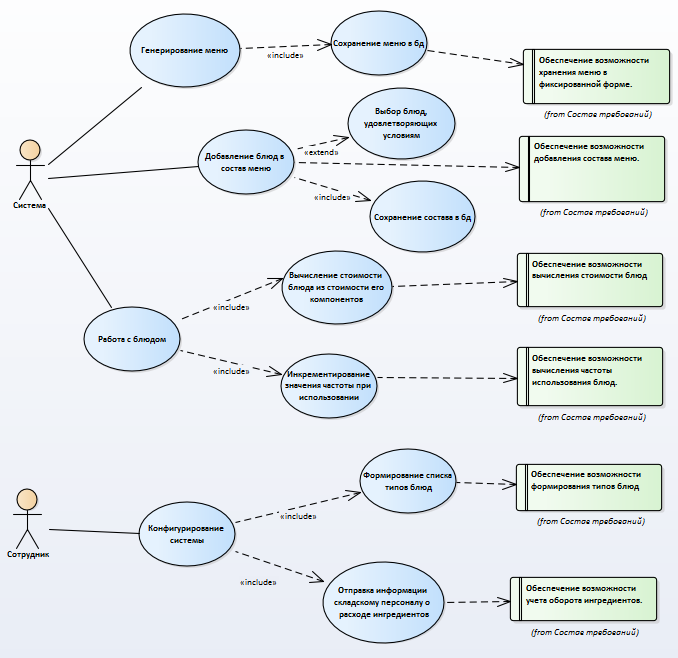 Генерирование меню
«include»
Сохранение меню в бд
Обеспечение возможности
хранения меню в
фиксированной форме.
(from Состав требований)
Система
Добавление блюд в
состав меню
«extend»
Выбор блюд,
удовлетворяющих
условиям
Обеспечение возможности
добавления состава меню.
(from Состав требований)
«include»
Сохранение состава в бд
Вычисление стоимости
блюда из стоимости его
компонентов
Обеспечение возможности
вычисления стоимости блюд
(from Состав требований)
«include»
Работа с блюдом
«include»
Инкрементирование
значения частоты при
использовании
Обеспечение возможности
вычисления частоты
использования блюд.
(from Состав требований)
Формирование списка
типов блюд
Обеспечение возможности
формирования типов блюд
(from Состав требований)
«include»
Сотрудник
Конфигурирование
системы
«include»
Отправка информации
складскому персоналу о
расходе ингредиентов
Обеспечение возможности
учета оборота ингредиентов.
(from Состав требований)